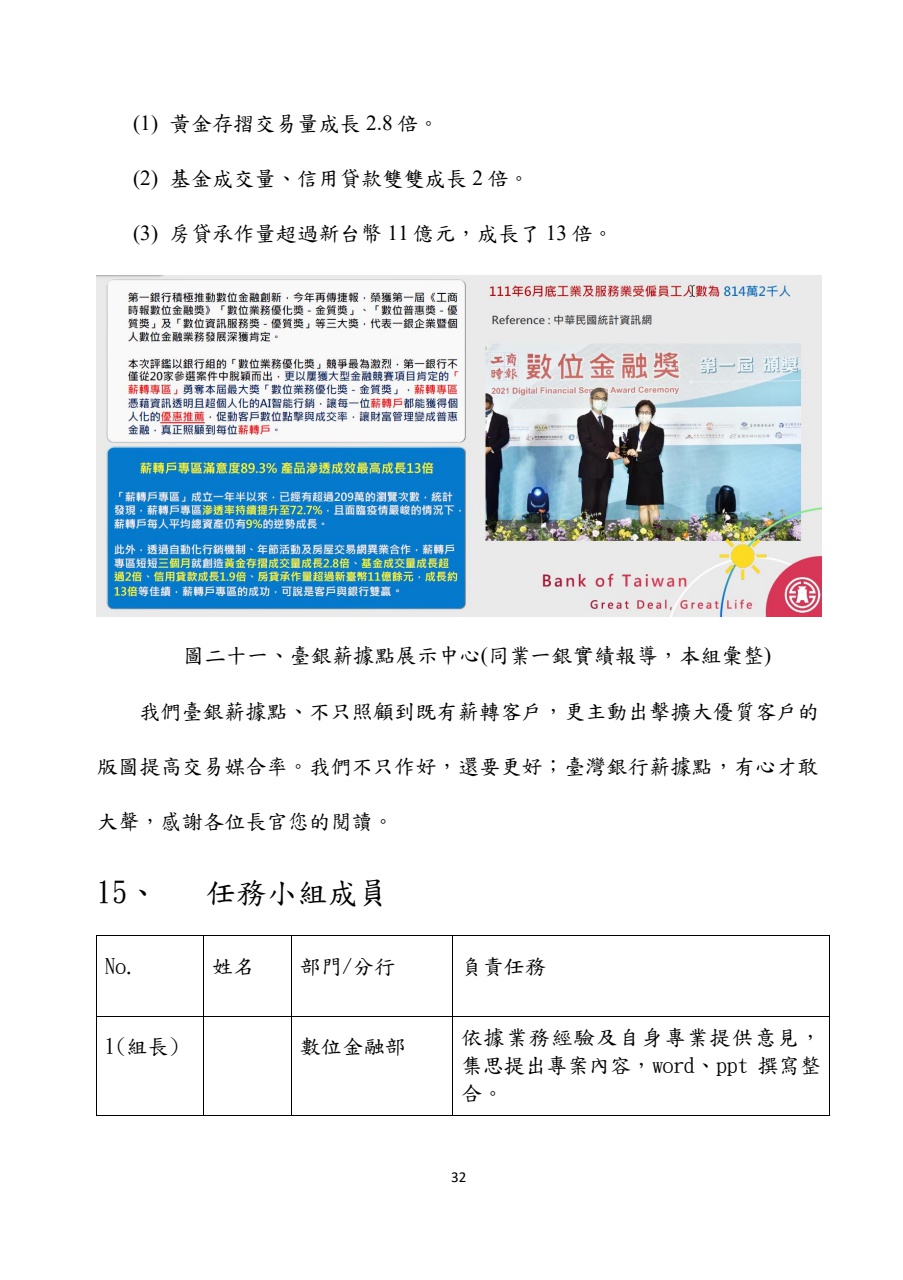 (1) 黃金存摺交易量成長 2.8 倍。
(2) 基金成交量、信用貸款雙雙成長 2 倍。
(3) 房貸承作量超過新台幣 11 億元，成長了 13 倍。
第一銀行積極推動數位金融創新，今年再傳捷報，榮獲第一屆《工商
時報數位金融獎》「數位業務優化獎－金質獎」、「數位普惠獎－優
質獎」及「數位資訊服務獎－優質獎」等三大獎，代表一銀企業暨個
人數位金融業務發展深獲肯定。
本次評鑑以銀行組的「數位業務優化獎」競爭最為激烈，第一銀行不
僅從20家參選案件中脫穎而出，更以屢獲大型金融競賽項目肯定的「
薪轉專區」勇奪本屆最大獎「數位業務優化獎－金質獎」，薪轉專區
憑藉資訊透明且超個人化的AI智能行銷，讓每一位薪轉戶都能獲得個
人化的優惠推薦，促動客戶數位點擊與成交率，讓財富管理變成普惠
金融，真正照顧到每位薪轉戶。
薪轉戶專區滿意度89.3% 產品滲透成效最高成長13倍
「薪轉戶專區」成立一年半以來，已經有超過209萬的瀏覽次數，統計
發現，薪轉戶專區滲透率持續提升至72.7%，且面臨疫情嚴峻的情況下，
薪轉戶每人平均總資產仍有9%的逆勢成長。
此外，透過自動化行銷機制、年節活動及房屋交易網異業合作，薪轉戶
專區短短三個月就創造黃金存摺成交量成長2.8倍、基金成交量成長超
過2倍、信用貸款成長1.9倍、房貸承作量超過新臺幣11億餘元，成長約
13倍等佳績，薪轉戶專區的成功，可說是客戶與銀行雙贏。
111年6月底工業及服務業受僱員工人數為 814萬2千人
Reference : 中華民國統計資訊網
工商時報 數位金融獎 第一屆 頒獎
2021 Digital Financial Service Award Ceremony
Bank of Taiwan
Great Deal, Great Life
圖二十一、臺銀薪據點展示中心(同業一銀實績報導，本組彙整)
我們臺銀薪據點、不只照顧到既有薪轉客戶，更主動出擊擴大優質客戶的
版圖提高交易媒合率。我們不只作好，還要更好；臺灣銀行薪據點，有心才敢
大聲，感謝各位長官您的閱讀。
15、 任務小組成員
No. 姓名 部門/分行 負責任務
1(組長) 數位金融部 依據業務經驗及自身專業提供意見，
集思提出專案內容，word、ppt 撰寫整
合。
32